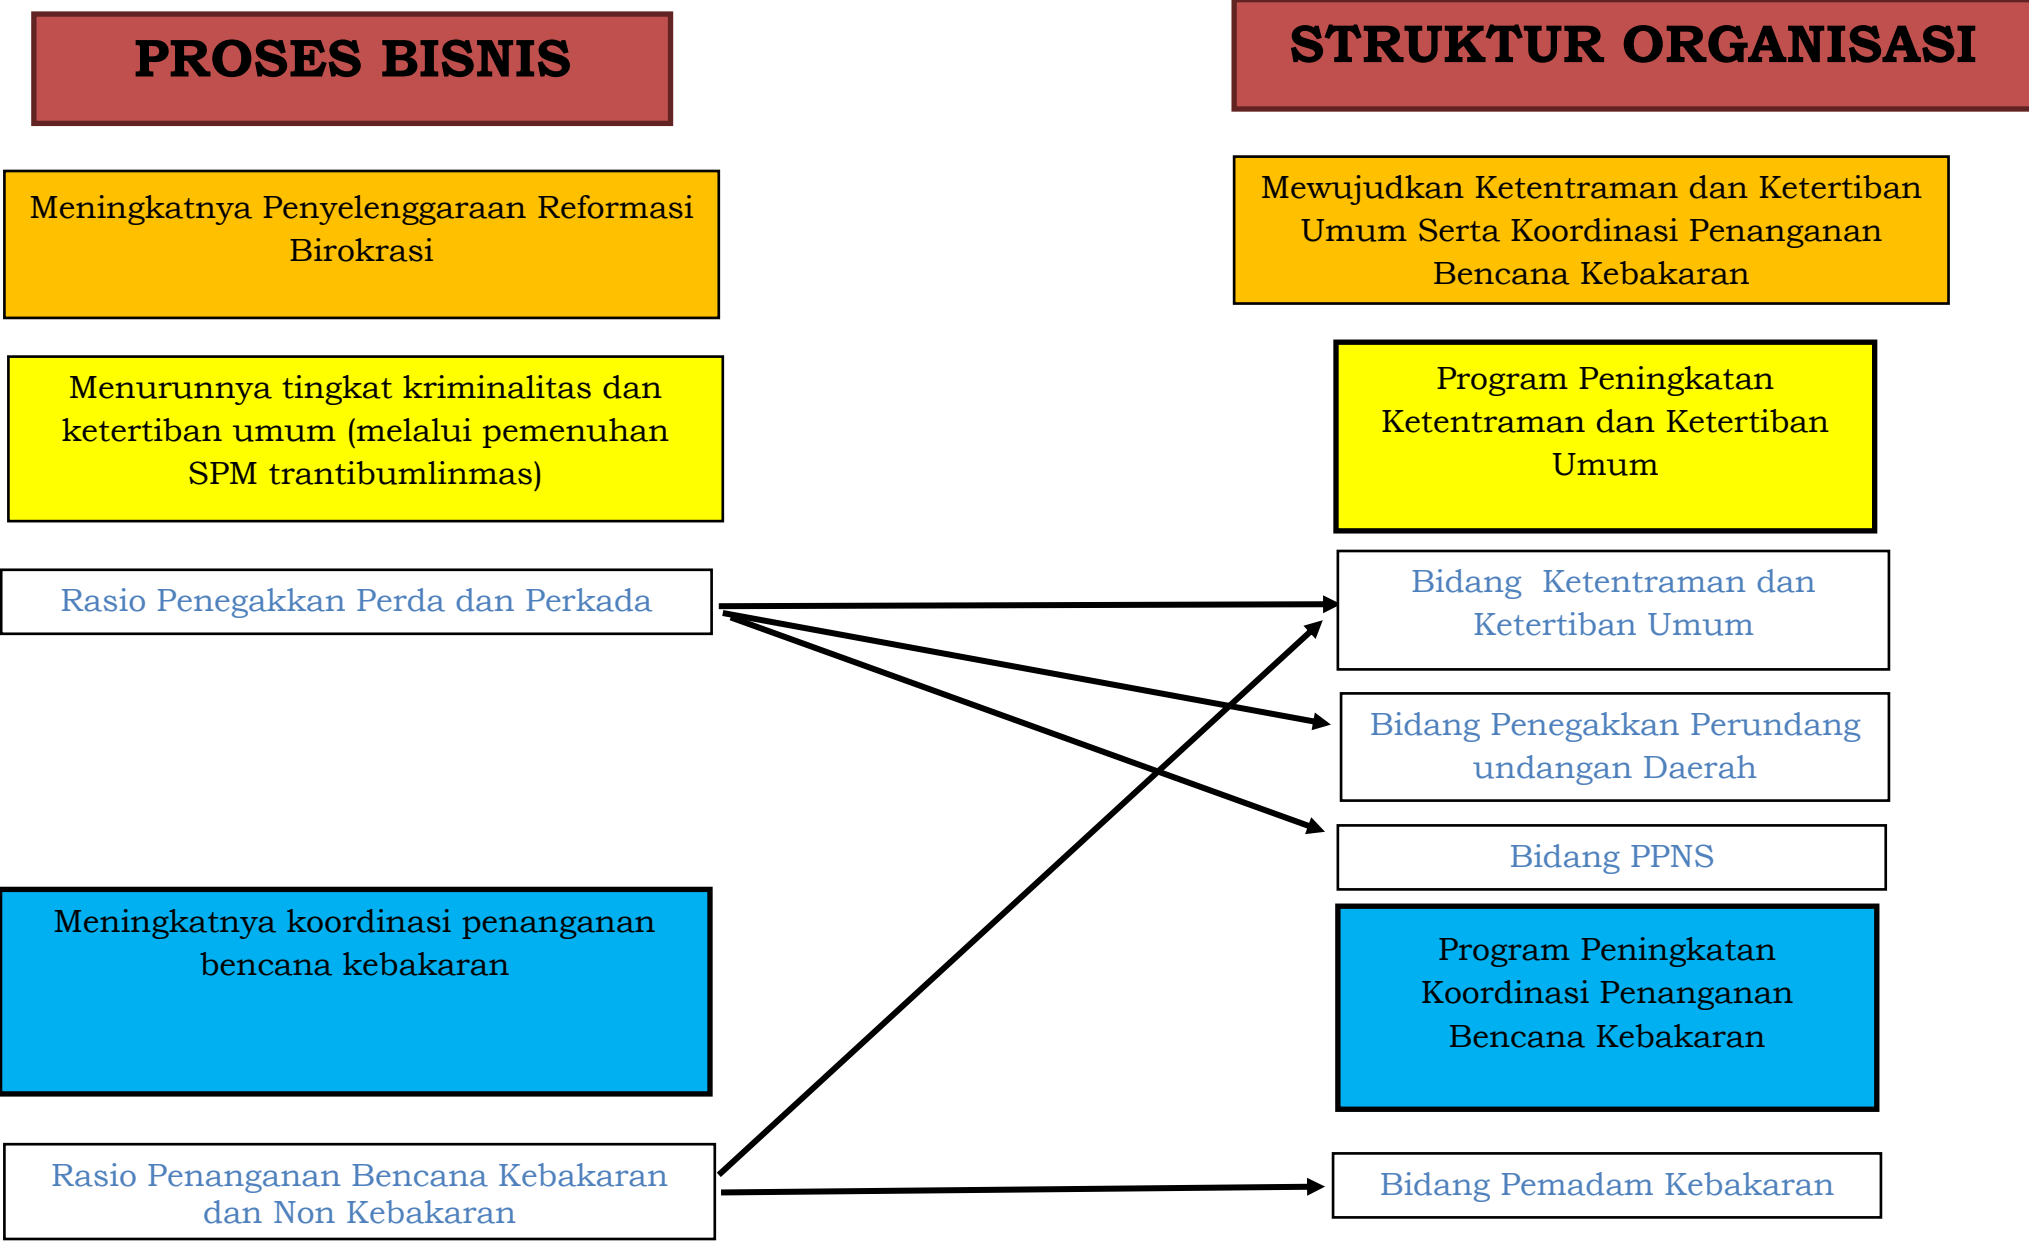 PROSES BISNIS
STRUKTUR ORGANISASI
Meningkatnya Penyelenggaraan Reformasi
Birokrasi
Mewujudkan Ketentraman dan Ketertiban
Umum Serta Koordinasi Penanganan
Bencana Kebakaran
Menurunnya tingkat kriminalitas dan
ketertiban umum (melalui pemenuhan
SPM trantibumlinmas)
Program Peningkatan
Ketentraman dan Ketertiban
Umum
Rasio Penegakkan Perda dan Perkada
Bidang  Ketentraman dan
Ketertiban Umum
Bidang Penegakkan Perundang
undangan Daerah
Bidang PPNS
Meningkatnya koordinasi penanganan
bencana kebakaran
Program Peningkatan
Koordinasi Penanganan
Bencana Kebakaran
Rasio Penanganan Bencana Kebakaran
dan Non Kebakaran
Bidang Pemadam Kebakaran